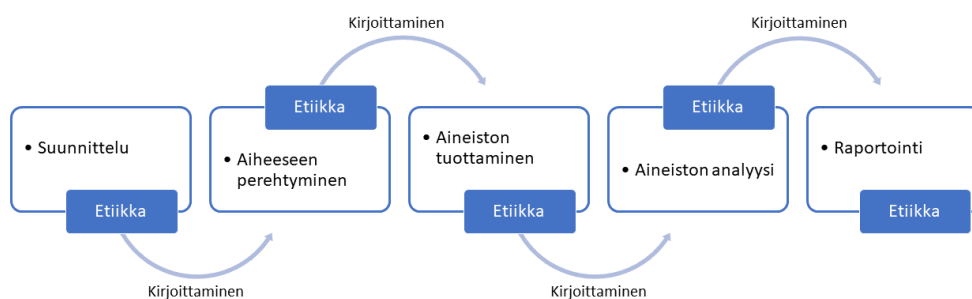 Kirjoittaminen
Kirjoittaminen
Etiikka
Etiikka
• Suunnittelu
• Aiheeseen
perehtyminen
• Aineiston
tuottaminen
• Aineiston analyysi
• Raportointi
Etiikka
Etiikka
Etiikka
Kirjoittaminen
Kirjoittaminen